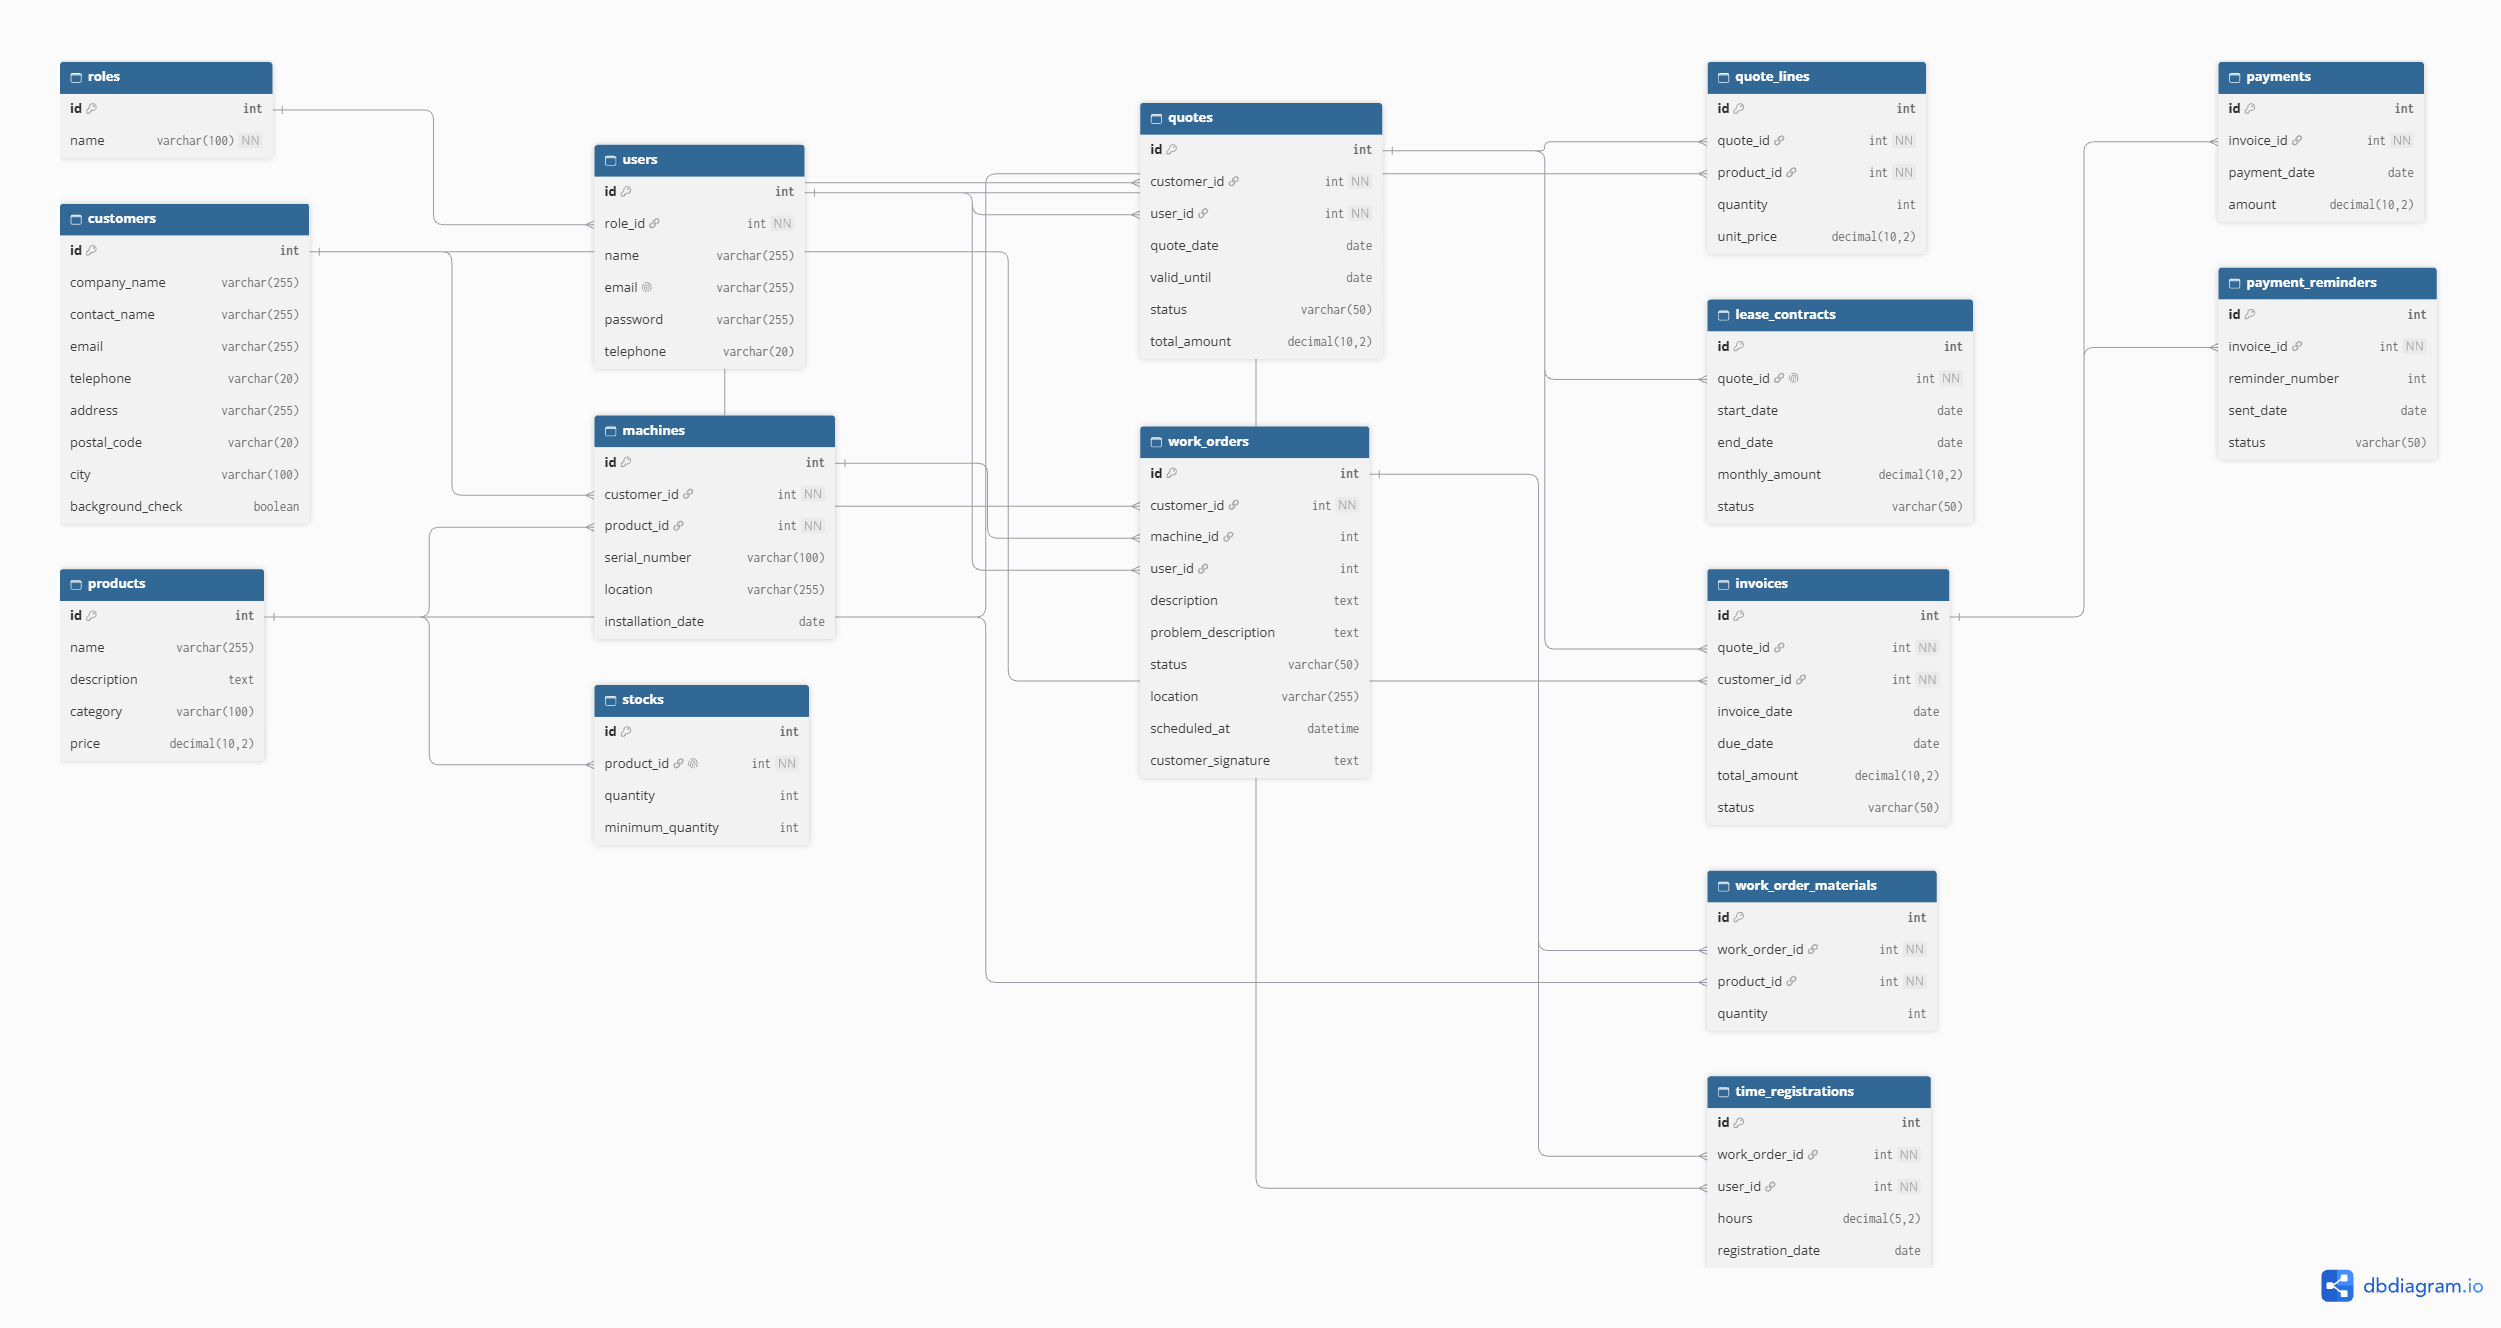 roles
id int
name varchar(100) NN
customers
id int
company_name varchar(255)
contact_name varchar(255)
email varchar(255)
telephone varchar(20)
address varchar(255)
postal_code varchar(20)
city varchar(100)
background_check boolean
products
id int
name varchar(255)
description text
category varchar(100)
price decimal(10,2)
users
id int
role_id int NN
name varchar(255)
email varchar(255)
password varchar(255)
telephone varchar(20)
machines
id int
customer_id int NN
product_id int NN
serial_number varchar(100)
location varchar(255)
installation_date date
stocks
id int
product_id int NN
quantity int
minimum_quantity int
quotes
id int
customer_id int NN
user_id int NN
quote_date date
valid_until date
status varchar(50)
total_amount decimal(10,2)
work_orders
id int
customer_id int NN
machine_id int
user_id int
description text
problem_description text
status varchar(50)
location varchar(255)
scheduled_at datetime
customer_signature text
quote_lines
id int
quote_id int NN
product_id int NN
quantity int
unit_price decimal(10,2)
lease_contracts
id int
quote_id int NN
start_date date
end_date date
monthly_amount decimal(10,2)
status varchar(50)
invoices
id int
quote_id int NN
customer_id int NN
invoice_date date
due_date date
total_amount decimal(10,2)
status varchar(50)
work_order_materials
id int
work_order_id int NN
product_id int NN
quantity int
time_registrations
id int
work_order_id int NN
user_id int NN
hours decimal(5,2)
registration_date date
payments
id int
invoice_id int NN
payment_date date
amount decimal(10,2)
payment_reminders
id int
invoice_id int NN
reminder_number int
sent_date date
status varchar(50)
dbdiagram.io